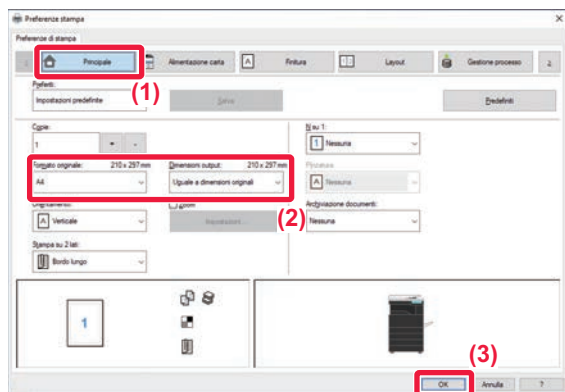 Preferenze stampa
Preferenze di stampa
Principale Alimentazione carta Finitura Layout Gestione processo
(1)
Preferiti:
Impostazioni predefinite Salva Predefiniti
Copie: N su 1:
1 + - 1 Nessuna
Formato originale: 210 x 297 mm Dimensioni output: 210 x 297 mm Pinzatura
A4 Uguale a dimensioni originali A Nessuna
(2)
Orientamento: Zoom Archiviazione documenti:
A Verticale Impostazioni... Nessuna
Stampa su 2 lati:
Bordo lungo
1
(3)
OK Annulla ?